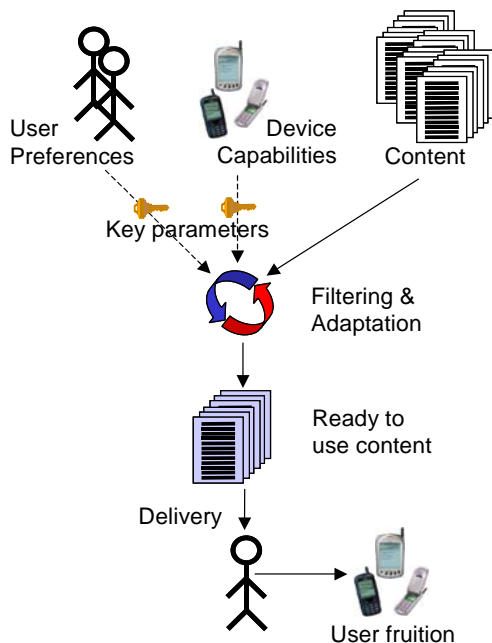 User
Preferences
Device
Capabilities
Content
Key parameters
Filtering &
Adaptation
Ready to
use content
Delivery
User fruition